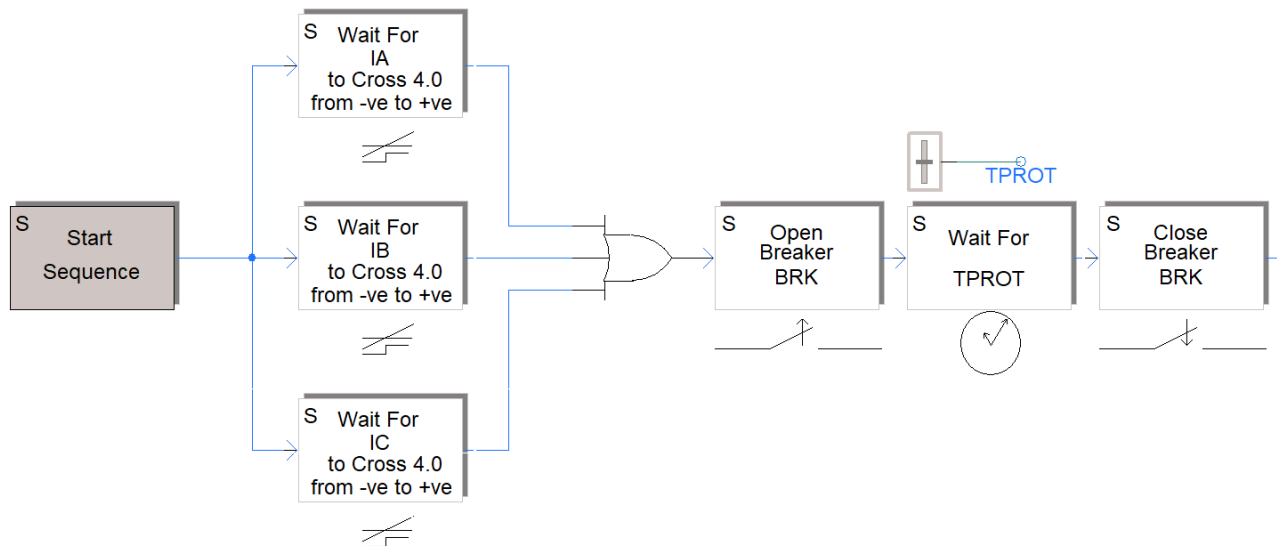 S
Start
Sequence
S
Wait For
IA
to Cross 4.0
from -ve to +ve
S
Wait For
IB
to Cross 4.0
from -ve to +ve
S
Wait For
IC
to Cross 4.0
from -ve to +ve
S
Open
Breaker
BRK
TPROT
S
Wait For
TPROT
S
Close
Breaker
BRK